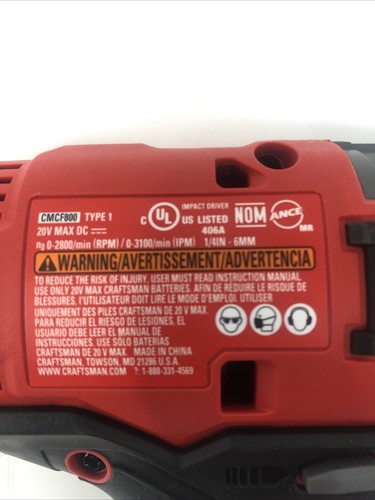 IMPACT DRIVER
CMCF800 TYPE 1
C UL US LISTED NOM ANCE
20V MAX DC 406A MR
n0 0-2800/min (RPM) / 0-3100/min (IPM) 1/4IN - 6MM
WARNING/AVERTISSEMENT/ADVERTENCIA
TO REDUCE THE RISK OF INJURY, USER MUST READ INSTRUCTION MANUAL.
USE ONLY 20V MAX CRAFTSMAN BATTERIES. AFIN DE RÉDUIRE LE RISQUE DE
BLESSURES, L'UTILISATEUR DOIT LIRE LE MODE D'EMPLOI. UTILISER
UNIQUEMENT DES PILES CRAFTSMAN DE 20 V MAX.
PARA REDUCIR EL RIESGO DE LESIONES, EL
USUARIO DEBE LEER EL MANUAL DE
INSTRUCCIONES. USE SOLO BATERÍAS
CRAFTSMAN DE 20 V MAX. MADE IN CHINA
CRAFTSMAN, TOWSON, MD 21286 U.S.A.
WWW.CRAFTSMAN.COM ?: 1-888-331-4569